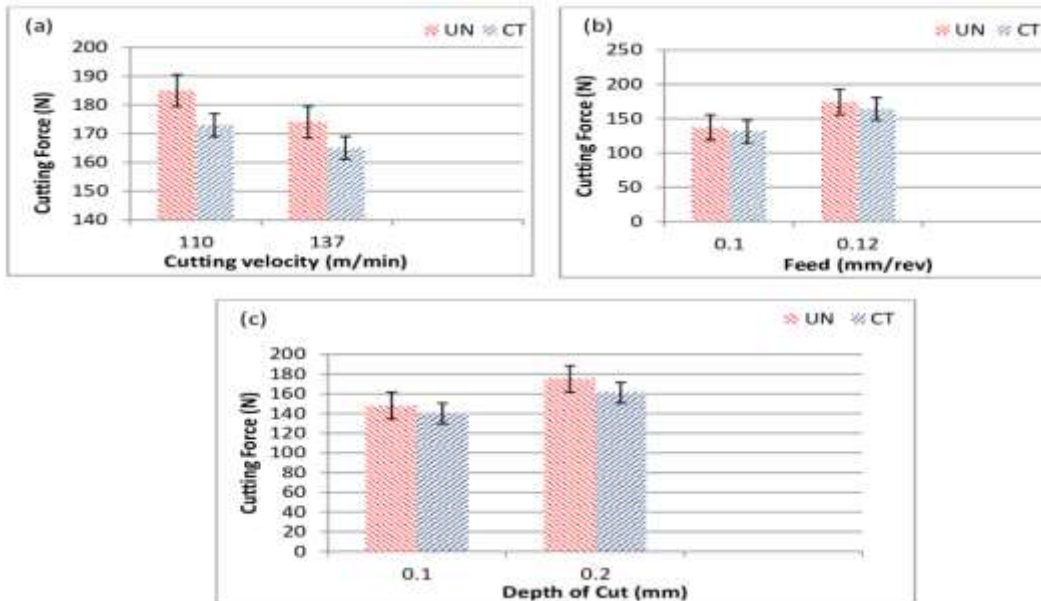 (a)
UN CT
Cutting Force (N)
200
190
180
170
160
150
140
110 137
Cutting velocity (m/min)
(b)
UN CT
Cutting Force (N)
250
200
150
100
50
0
0.1 0.12
Feed (mm/rev)
(c)
UN CT
Cutting Force (N)
200
180
160
140
120
100
80
60
40
20
0
0.1 0.2
Depth of Cut (mm)